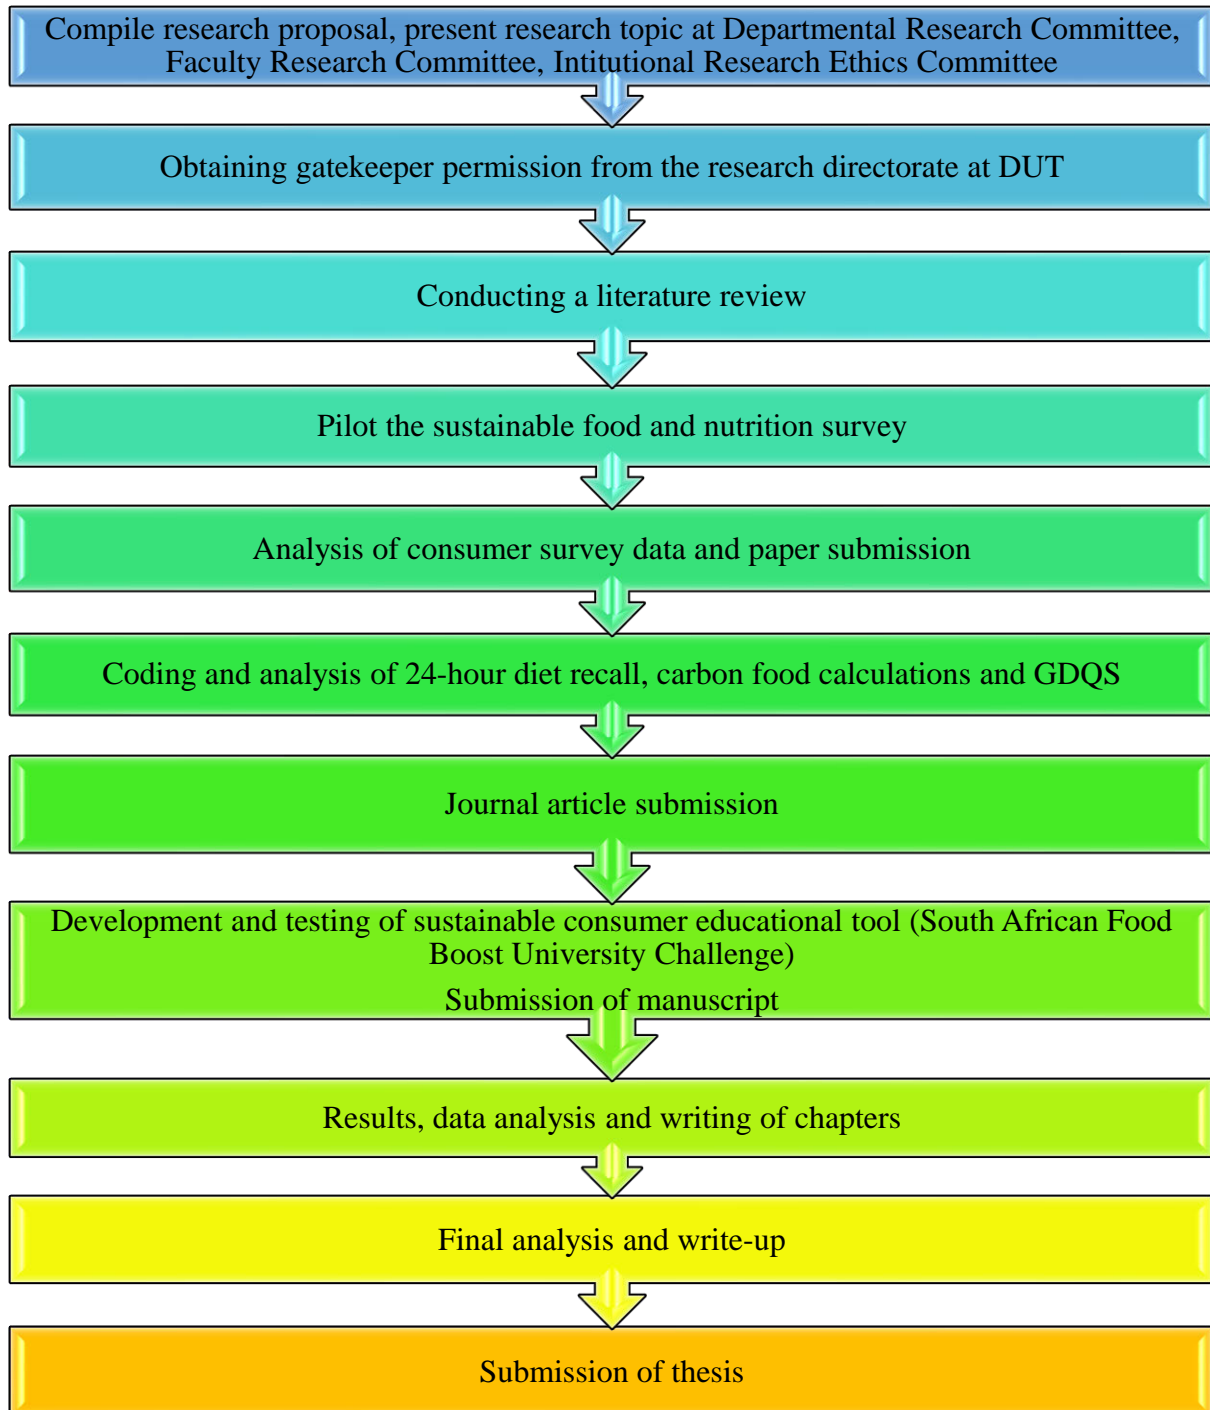 Compile research proposal, present research topic at Departmental Research Committee,
Faculty Research Committee, Intitutional Research Ethics Committee
Obtaining gatekeeper permission from the research directorate at DUT
Conducting a literature review
Pilot the sustainable food and nutrition survey
Analysis of consumer survey data and paper submission
Coding and analysis of 24-hour diet recall, carbon food calculations and GDQS
Journal article submission
Development and testing of sustainable consumer educational tool (South African Food
Boost University Challenge)
Submission of manuscript
Results, data analysis and writing of chapters
Final analysis and write-up
Submission of thesis